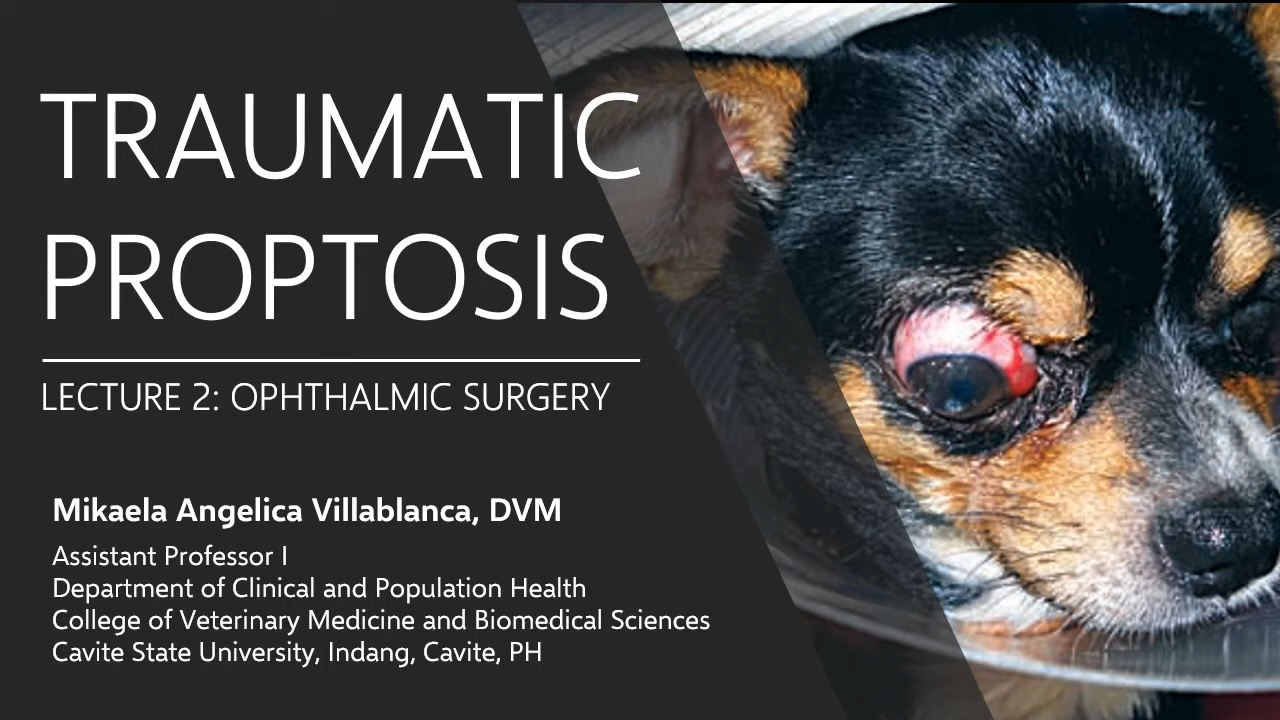 TRAUMATIC
PROPTOSIS
LECTURE 2: OPHTHALMIC SURGERY
Mikaela Angelica Villablanca, DVM
Assistant Professor I
Department of Clinical and Population Health
College of Veterinary Medicine and Biomedical Sciences
Cavite State University, Indang, Cavite, PH